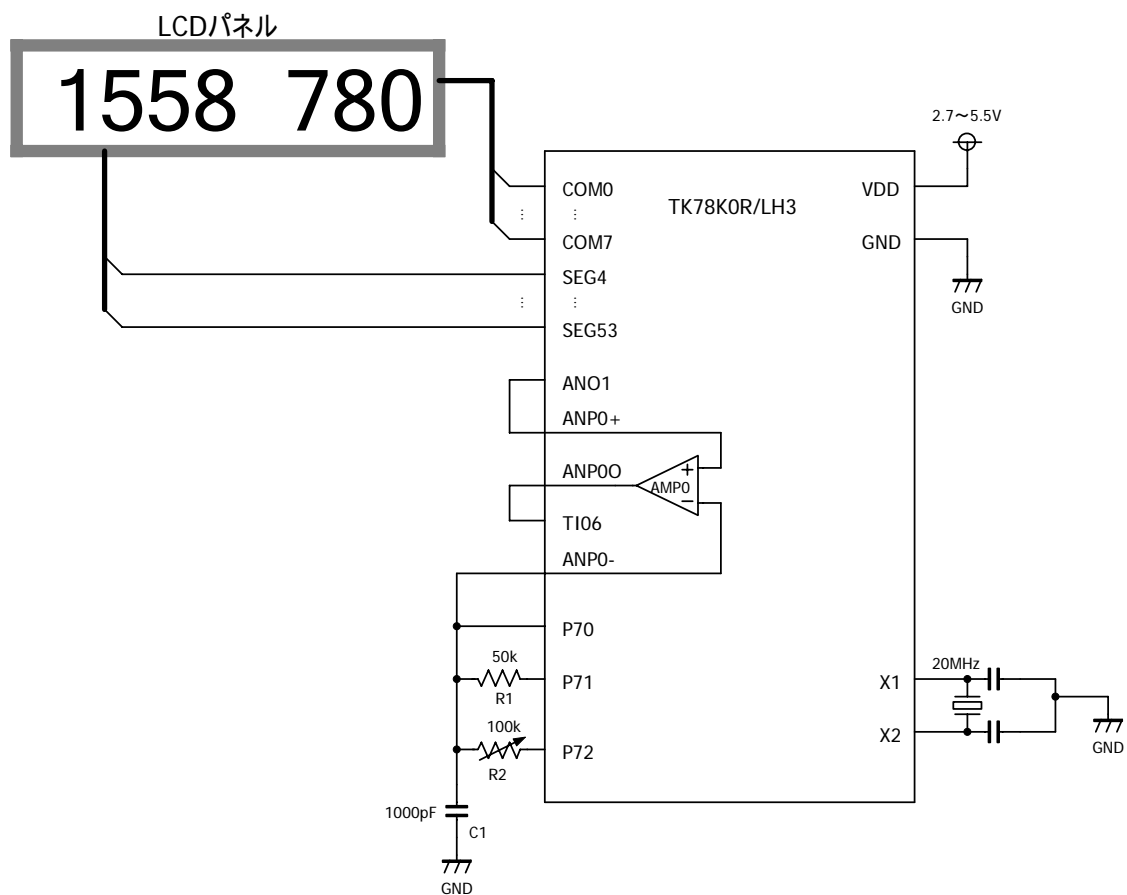 LCDパネル
1558 780
2.7～5.5V
TK78K0R/LH3
COM0
⋮ ⋮
COM7
SEG4
⋮ ⋮
SEG53
ANO1
ANP0+
ANP0O
TI06
ANP0-
AMP0
+
−
P70
P71
P72
VDD
GND
GND
X1
X2
20MHz
GND
50k
R1
100k
R2
1000pF
C1
GND